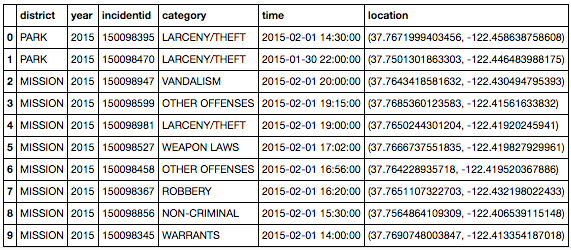 district year incidentid category time location
0 PARK 2015 150098395 LARCENY/THEFT 2015-02-01 14:30:00 (37.7671999403456, -122.458638758608)
1 PARK 2015 150098470 LARCENY/THEFT 2015-01-30 22:00:00 (37.7501301863303, -122.446483988175)
2 MISSION 2015 150098947 VANDALISM 2015-02-01 20:00:00 (37.7643418581632, -122.430494795393)
3 MISSION 2015 150098599 OTHER OFFENSES 2015-02-01 19:15:00 (37.7685360123583, -122.41561633832)
4 MISSION 2015 150098981 LARCENY/THEFT 2015-02-01 19:00:00 (37.7650244301204, -122.41920245941)
5 MISSION 2015 150098527 WEAPON LAWS 2015-02-01 17:02:00 (37.7666737551835, -122.419827929961)
6 MISSION 2015 150098458 OTHER OFFENSES 2015-02-01 16:56:00 (37.764228935718, -122.419520367886)
7 MISSION 2015 150098367 ROBBERY 2015-02-01 16:20:00 (37.7651107322703, -122.432198022433)
8 MISSION 2015 150098856 NON-CRIMINAL 2015-02-01 15:30:00 (37.7564864109309, -122.406539115148)
9 MISSION 2015 150098345 WARRANTS 2015-02-01 14:00:00 (37.7690748003847, -122.413354187018)